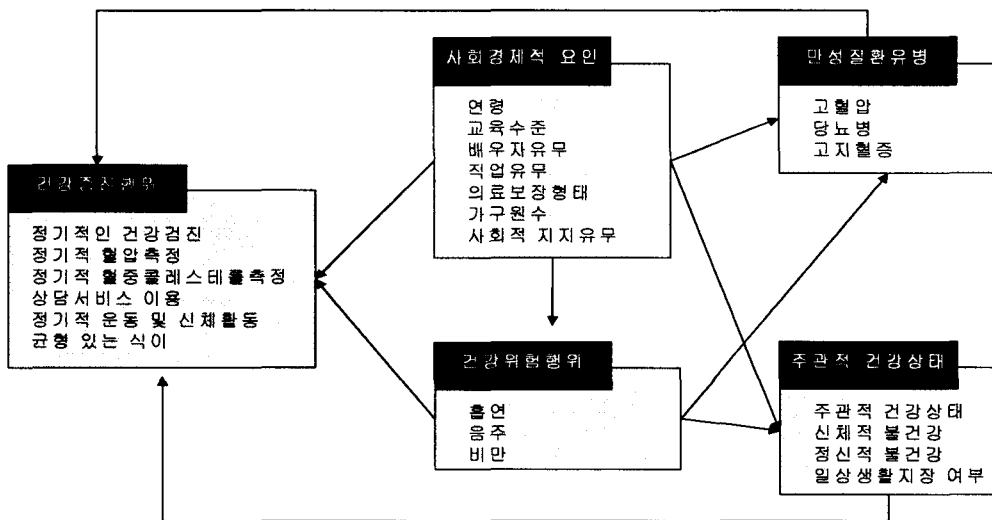 사회경제적 요인
연령
교육수준
배우자유무
직업유무
의료보장형태
가구원수
사회적 지지유무
만성질환유병
고혈압
당뇨병
고지혈증
건강증진행위
정기적인 건강검진
정기적 혈압측정
정기적 혈중콜레스테롤측정
상담서비스 이용
정기적 운동 및 신체활동
균형 있는 식이
건강위험행위
흡연
음주
비만
주관적 건강상태
주관적 건강상태
신체적 불건강
정신적 불건강
일상생활지장 여부